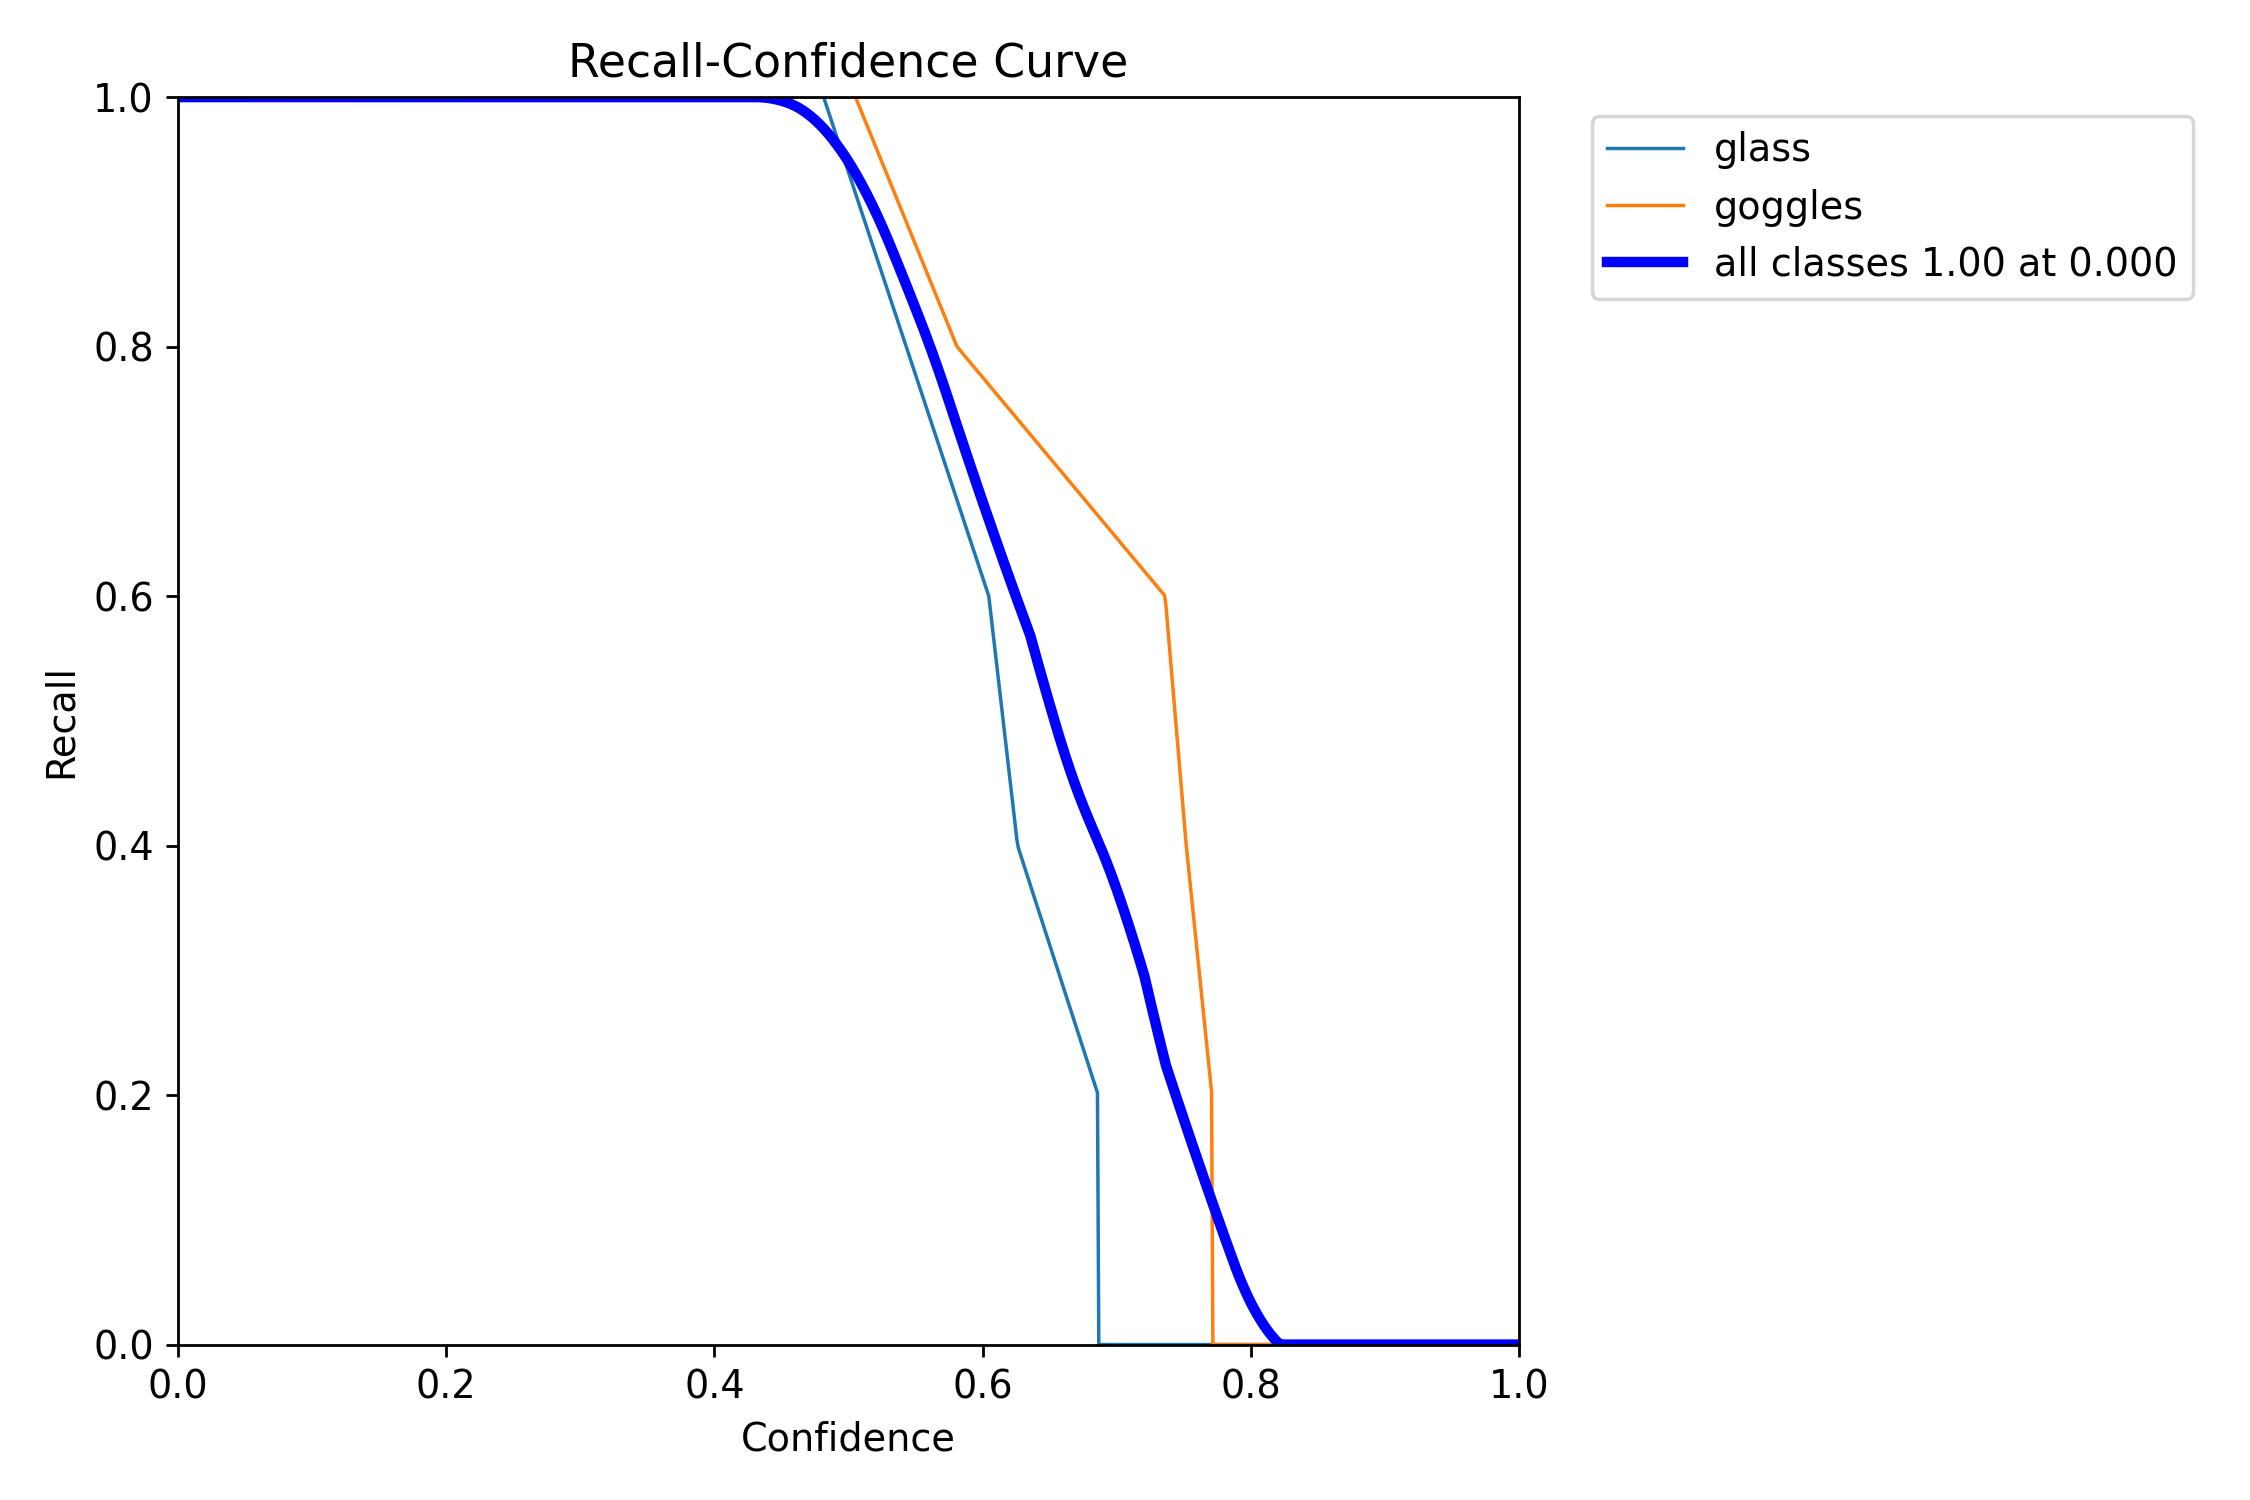 Recall-Confidence Curve
1.0
0.8
0.6
0.4
0.2
0.0
Recall
0.0 0.2 0.4 0.6 0.8 1.0
Confidence
glass
goggles
all classes 1.00 at 0.000